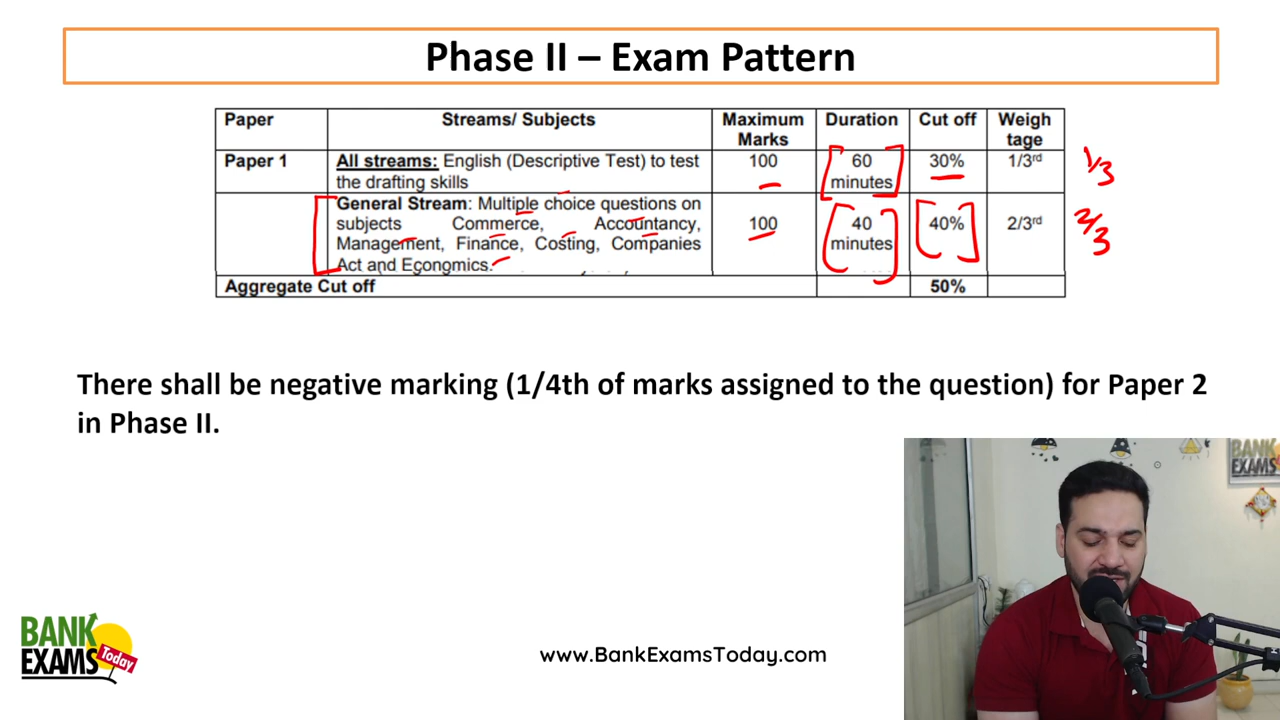 Phase II – Exam Pattern
Paper Streams/ Subjects Maximum Marks Duration Cut off Weigh tage
Paper 1 All streams: English (Descriptive Test) to test the drafting skills 100 60 minutes 30% 1/3rd 1/3
General Stream: Multiple choice questions on subjects Commerce, Accountancy, Management, Finance, Costing, Companies Act and Economics. 100 40 minutes 40% 2/3rd 2/3
Aggregate Cut off 50%
There shall be negative marking (1/4th of marks assigned to the question) for Paper 2
in Phase II.
BANK
EXAMS
BANK
EXAMS
Today
www.BankExamsToday.com